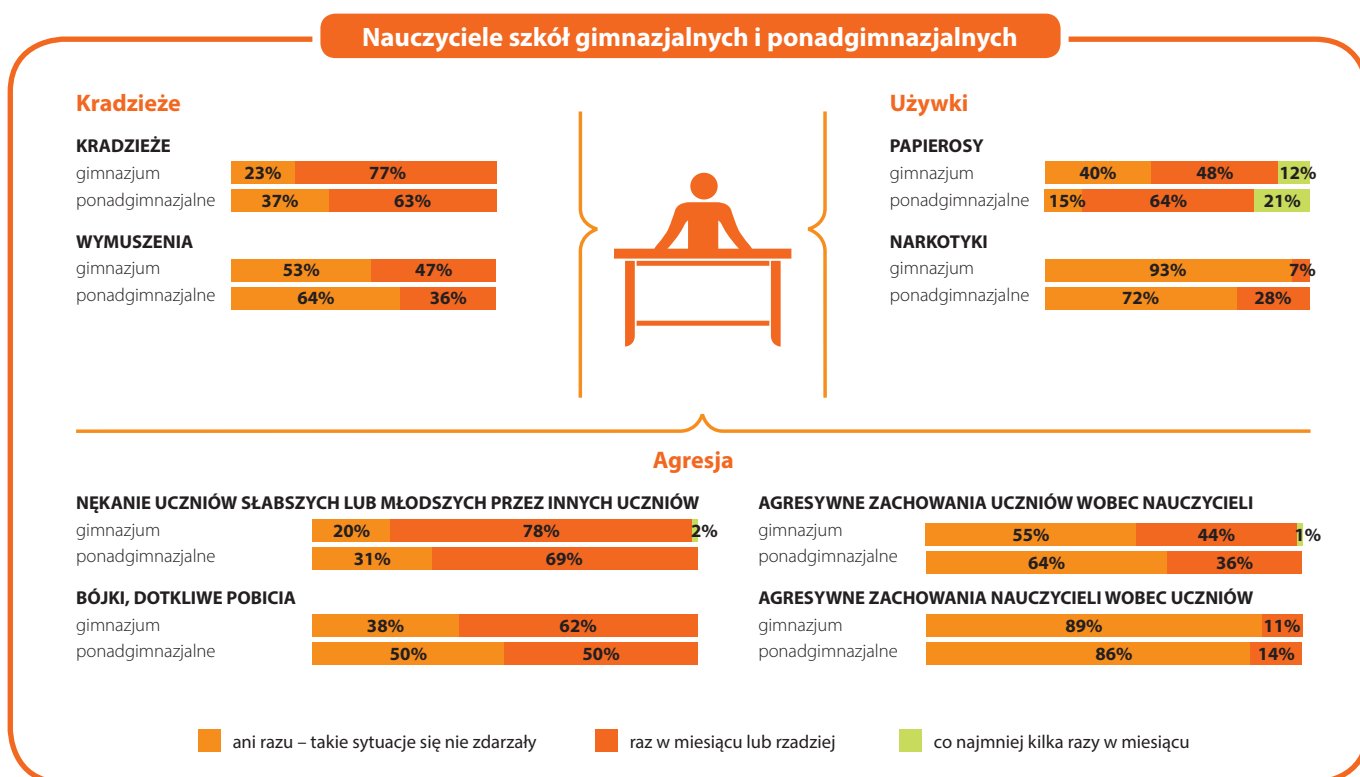 Nauczyciele szkół gimnazjalnych i ponadgimnazjalnych
Kradzieże
KRADZIEŻE
gimnazjum 23% 77%
ponadgimnazjalne 37% 63%
WYMUSZENIA
gimnazjum 53% 47%
ponadgimnazjalne 64% 36%
Używki
PAPIEROSY
gimnazjum 40% 48% 12%
ponadgimnazjalne 15% 64% 21%
NARKOTYKI
gimnazjum 93% 7%
ponadgimnazjalne 72% 28%
Agresja
NĘKANIE UCZNIÓW SŁABSZYCH LUB MŁODSZYCH PRZEZ INNYCH UCZNIÓW
gimnazjum 20% 78% 2%
ponadgimnazjalne 31% 69%
BÓJKI, DOTKLIWE POBICIA
gimnazjum 38% 62%
ponadgimnazjalne 50% 50%
AGRESYWNE ZACHOWANIA UCZNIÓW WOBEC NAUCZYCIELI
gimnazjum 55% 44% 1%
ponadgimnazjalne 64% 36%
AGRESYWNE ZACHOWANIA NAUCZYCIELI WOBEC UCZNIÓW
gimnazjum 89% 11%
ponadgimnazjalne 86% 14%
ani razu – takie sytuacje się nie zdarzały raz w miesiącu lub rzadziej co najmniej kilka razy w miesiącu